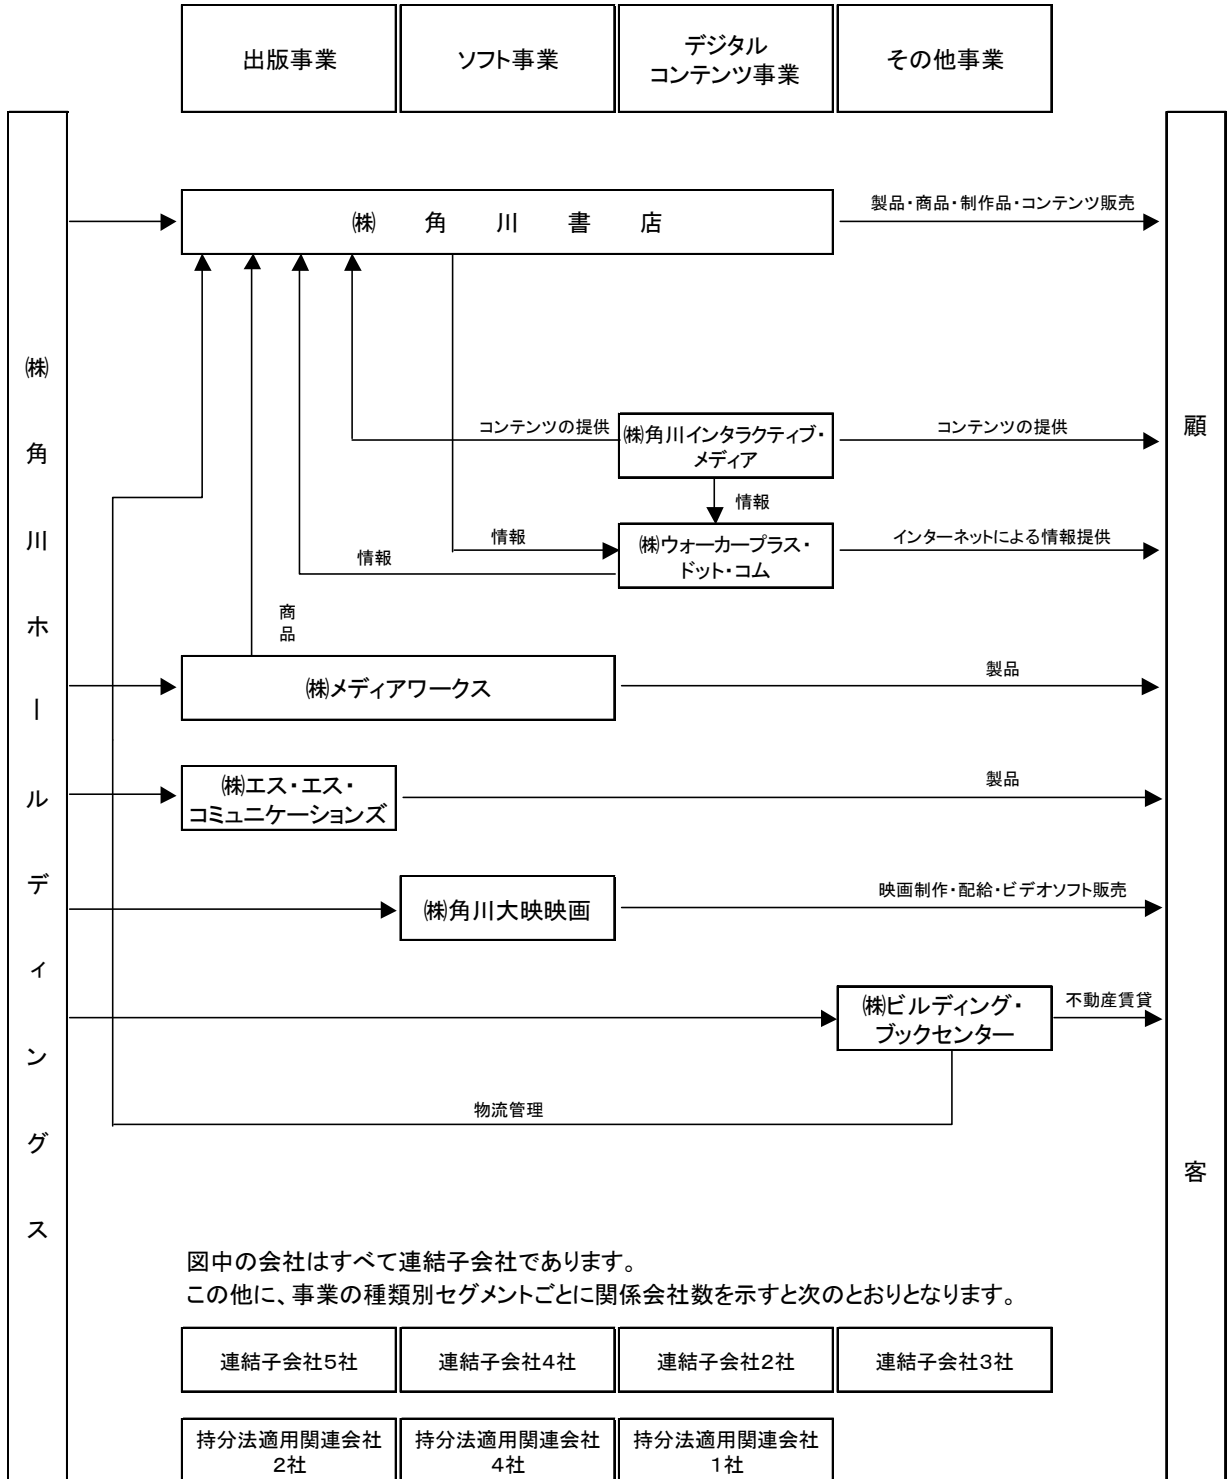 出版事業
ソフト事業
デジタル
コンテンツ事業
その他事業
㈱角川ホールディングス
㈱角川書店
製品・商品・制作品・コンテンツ販売
顧客
コンテンツの提供
㈱角川インタラクティブ・
メディア
コンテンツの提供
情報
情報
㈱ウォーカープラス・
ドット・コム
インターネットによる情報提供
情報
商品
㈱メディアワークス
製品
㈱エス・エス・
コミュニケーションズ
製品
㈱角川大映映画
映画制作・配給・ビデオソフト販売
㈱ビルディング・
ブックセンター
不動産賃貸
物流管理
図中の会社はすべて連結子会社であります。
この他に、事業の種類別セグメントごとに関係会社数を示すと次のとおりとなります。
連結子会社5社
連結子会社4社
連結子会社2社
連結子会社3社
持分法適用関連会社
2社
持分法適用関連会社
4社
持分法適用関連会社
1社